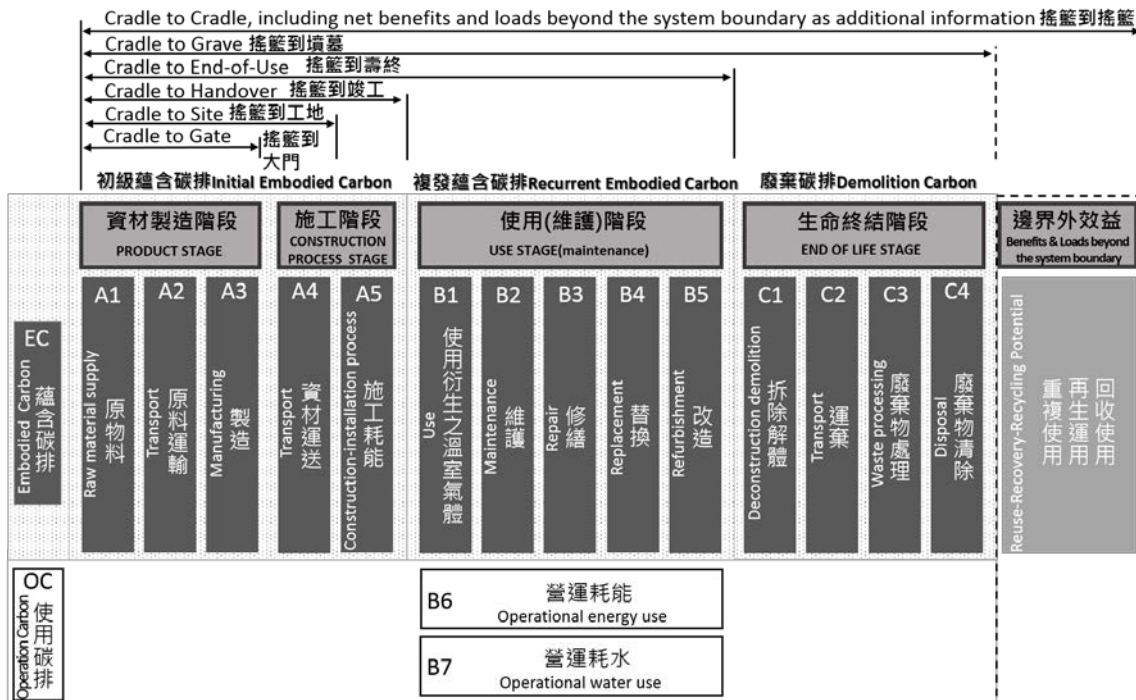 Cradle to Cradle, including net benefits and loads beyond the system boundary as additional information 搖籃到搖籃
Cradle to Grave 搖籃到墳墓
Cradle to End-of-Use 搖籃到壽終
Cradle to Handover 搖籃到竣工
Cradle to Site 搖籃到工地
Cradle to Gate 搖籃到
大門
初級蘊含碳排Initial Embodied Carbon
複發蘊含碳排Recurrent Embodied Carbon
廢棄碳排Demolition Carbon
資材製造階段
PRODUCT STAGE
施工階段
CONSTRUCTION
PROCESS STAGE
使用(維護)階段
USE STAGE(maintenance)
生命終結階段
END OF LIFE STAGE
邊界外效益
Benefits & Loads beyond
the system boundary
EC
Embodied Carbon
蘊含碳排
A1
Raw material supply
原物料
A2
Transport
原料運輸
A3
Manufacturing
製造
A4
Transport
資材運送
A5
Construction-installation process
施工耗能
B1
Use
使用衍生之溫室氣體
B2
Maintenance
維護
B3
Repair
修繕
B4
Replacement
替換
B5
Refurbishment
改造
C1
Deconstruction demolition
拆除解體
C2
Transport
運棄
C3
Waste processing
廢棄物處理
C4
Disposal
廢棄物清除
Reuse-Recovery-Recycling Potential
重複使用
再生運用
回收使用
OC
Operation Carbon
使用碳排
B6
營運耗能
Operational energy use
B7
營運耗水
Operational water use